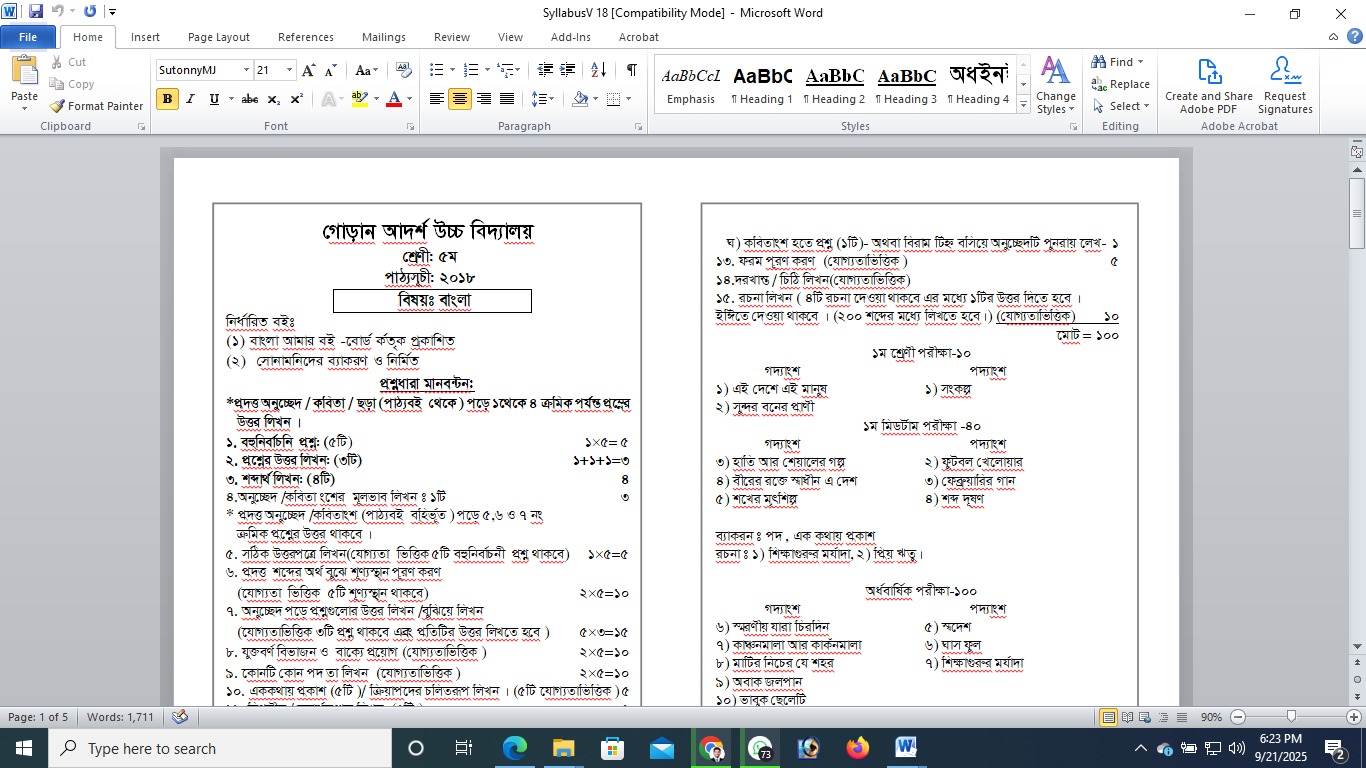 SyllabusV 18 [Compatibility Mode] - Microsoft Word
File Home Insert Page Layout References Mailings Review View Add-Ins Acrobat
Paste Cut Copy Format Painter
SutonnyMJ 21
AaBbCcL AaBbC AaBbC AaBbC অধইনই
Emphasis ¶ Heading 1 ¶ Heading 2 ¶ Heading 3 ¶ Heading 4
Change Styles
Find Replace Select
Create and Share Adobe PDF Request Signatures
Clipboard Font Paragraph Styles Editing Adobe Acrobat
গোড়ান আদর্শ উচ্চ বিদ্যালয়
শ্রেণী: ৫ম
পাঠ্যসূচী: ২০১৮
বিষয়ঃ বাংলা
নির্ধারিত বইঃ
(১) বাংলা আমার বই -বোর্ড কর্তৃক প্রকাশিত
(২) সোনামনিদের ব্যাকরণ ও নির্মিত
প্রশ্নধারা মানবন্টন:
*প্রদত্ত অনুচ্ছেদ / কবিতা / ছড়া (পাঠ্যবই থেকে ) পড়ে ১থেকে ৪ ক্রমিক পর্যন্ত প্রশ্নের
উত্তর লিখন ।
১. বহুনির্বাচনি প্রশ্ন: (৫টি) ১×৫= ৫
২. প্রশ্নের উত্তর লিখন: (৩টি) ১+১+১=৩
৩. শব্দার্থ লিখন: (৪টি) ৪
৪.অনুচ্ছেদ /কবিতা ংশের মূলভাব লিখন ঃ ১টি ৩
* প্রদত্ত অনুচ্ছেদ /কবিতাংশ (পাঠ্যবই বহির্ভূত ) পড়ে ৫,৬ ও ৭ নং
ক্রমিক প্রশ্নের উত্তর থাকবে ।
৫. সঠিক উত্তরপত্রে লিখন(যোগ্যতা ভিত্তিক ৫টি বহুনির্বাচনী প্রশ্ন থাকবে) ১×৫=৫
৬. প্রদত্ত শব্দের অর্থ বুঝে শূণ্যস্থান পূরণ করণ
(যোগ্যতা ভিত্তিক ৫টি শূণ্যস্থান থাকবে) ২×৫=১০
৭. অনুচ্ছেদ পড়ে প্রশ্নগুলোর উত্তর লিখন /বুঝিয়ে লিখন
(যোগ্যতাভিত্তিক ৩টি প্রশ্ন থাকবে এবং প্রতিটির উত্তর লিখতে হবে ) ৫×৩=১৫
৮. যুক্তবর্ণ বিভাজন ও বাক্যে প্রয়োগ (যোগ্যতাভিত্তিক ) ২×৫=১০
৯. কোনটি কোন পদ তা লিখন (যোগ্যতাভিত্তিক ) ২×৫=১০
১০. এককথায় প্রকাশ (৫টি )/ ক্রিয়াপদের চলিতরূপ লিখন । (৫টি যোগ্যতাভিত্তিক ) ৫
ঘ) কবিতাংশ হতে প্রশ্ন (১টি)- অথবা বিরাম চিহ্ন বসিয়ে অনুচ্ছেদটি পুনরায় লেখ- ১
১৩. ফরম পূরণ করণ (যোগ্যতাভিত্তিক ) ৫
১৪.দরখাস্ত / চিঠি লিখন(যোগ্যতাভিত্তিক)
১৫. রচনা লিখন ( ৪টি রচনা দেওয়া থাকবে এর মধ্যে ১টির উত্তর দিতে হবে ।
ইঙ্গিতে দেওয়া থাকবে । (২০০ শব্দের মধ্যে লিখতে হবে।) (যোগ্যতাভিত্তিক) ১০
মোট = ১০০
১ম শ্রেণী পরীক্ষা-১০
গদ্যাংশ পদ্যাংশ
১) এই দেশে এই মানুষ ১) সংকল্প
২) সুন্দর বনের প্রাণী
১ম মিডটার্ম পরীক্ষা -৪০
গদ্যাংশ পদ্যাংশ
৩) হাতি আর শেয়ালের গল্প ২) ফুটবল খেলোয়ার
৪) বীরের রক্তে স্বাধীন এ দেশ ৩) ফেব্রুয়ারির গান
৫) শখের মৃৎশিল্প ৪) শব্দ দূষণ
ব্যাকরন ঃ পদ , এক কথায় প্রকাশ
রচনা ঃ ১) শিক্ষাগুরুর মর্যাদা, ২) প্রিয় ঋতু।
অর্ধবার্ষিক পরীক্ষা-১০০
গদ্যাংশ পদ্যাংশ
৬) স্মরণীয় যারা চিরদিন ৫) স্বদেশ
৭) কাঞ্চনমালা আর কাকঁনমালা ৬) ঘাস ফুল
৮) মাটির নিচের যে শহর ৭) শিক্ষাগুরুর মর্যাদা
৯) অবাক জলপান
১০) ভাবুক ছেলেটি
Page: 1 of 5 Words: 1,711 90%
Type here to search
73
6:23 PM
9/21/2025
2